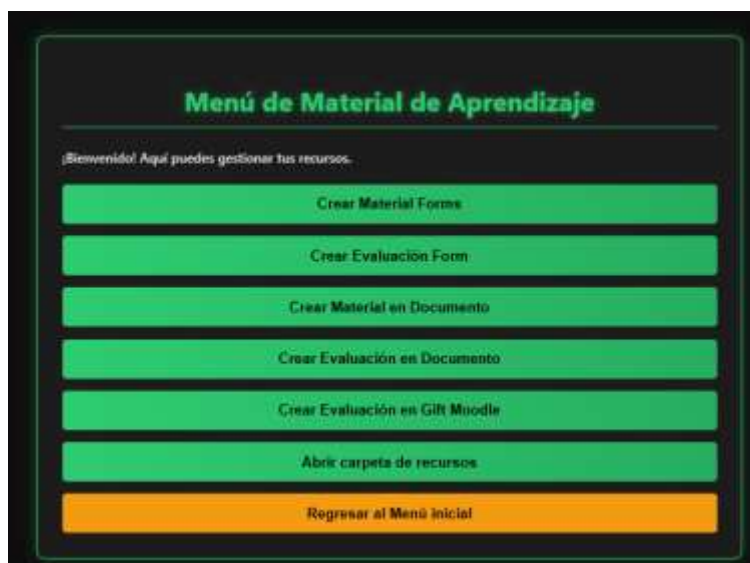 Menú de Material de Aprendizaje
¡Bienvenido! Aquí puedes gestionar tus recursos.
Crear Material Forms
Crear Evaluación Form
Crear Material en Documento
Crear Evaluación en Documento
Crear Evaluación en Gift Moodle
Abrir carpeta de recursos
Regresar al Menú inicial